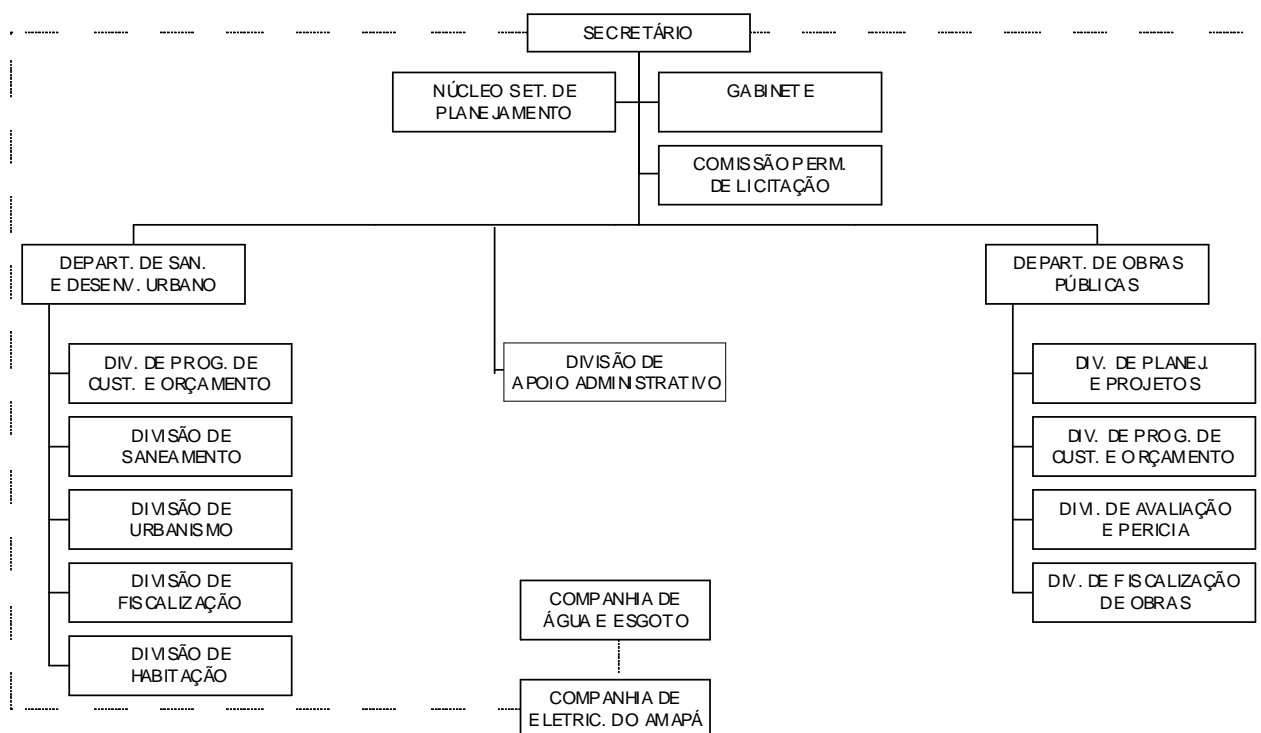 SECRETÁRIO
NÚCLEO SET. DE
PLANEJAMENTO
GABINETE
COMISSÃO PERM.
DE LICITAÇÃO
DEPART. DE SAN.
E DESENV. URBANO
DEPART. DE OBRAS
PÚBLICAS
DIV. DE PROG. DE
CUST. E ORÇAMENTO
DIVISÃO DE
SANEAMENTO
DIVISÃO DE
URBANISMO
DIVISÃO DE
FISCALIZAÇÃO
DIVISÃO DE
HABITAÇÃO
DIVISÃO DE
APOIO ADMINISTRATIVO
COMPANHIA DE
ÁGUA E ESGOTO
COMPANHIA DE
ELETRIC. DO AMAPÁ
DIV. DE PLANEJ.
E PROJETOS
DIV. DE PROG. DE
CUST. E ORÇAMENTO
DIVI. DE AVALIAÇÃO
E PERICIA
DIV. DE FISCALIZAÇÃO
DE OBRAS